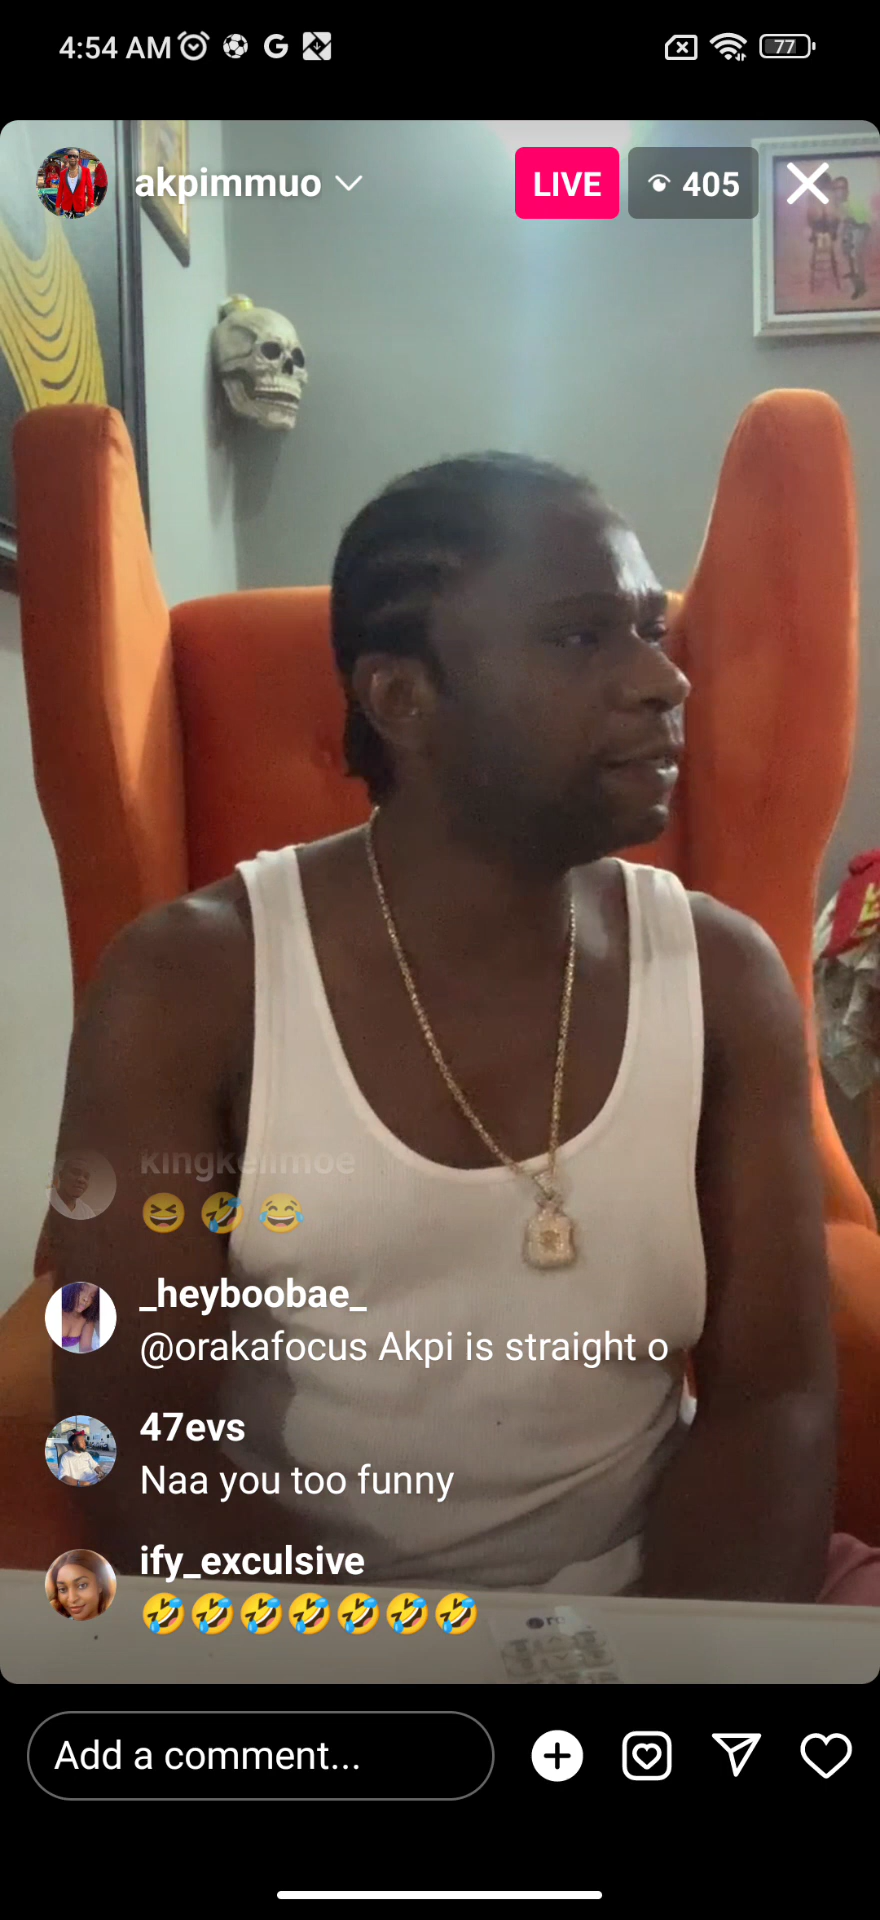 4:54 AM
G
77
akpimmuo
LIVE
405
kingkellmoe
😆 🤣 😂
_heyboobae_
@orakafocus Akpi is straight o
47evs
Naa you too funny
ify_exculsive
🤣🤣🤣🤣🤣🤣🤣
Add a comment...